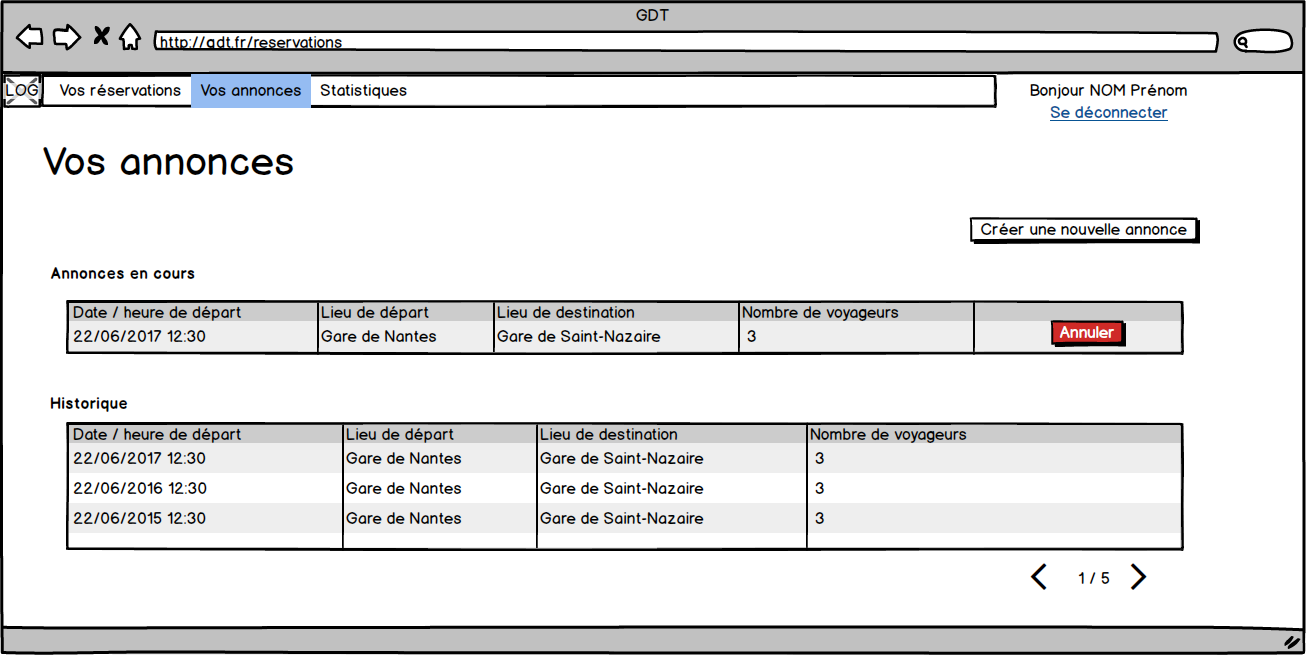 GDT
http://gdt.fr/reservations
LOG Vos réservations Vos annonces Statistiques Bonjour NOM Prénom
Se déconnecter
Vos annonces
Créer une nouvelle annonce
Annonces en cours
Date / heure de départ Lieu de départ Lieu de destination Nombre de voyageurs
22/06/2017 12:30 Gare de Nantes Gare de Saint-Nazaire 3 Annuler
Historique
Date / heure de départ Lieu de départ Lieu de destination Nombre de voyageurs
22/06/2017 12:30 Gare de Nantes Gare de Saint-Nazaire 3
22/06/2016 12:30 Gare de Nantes Gare de Saint-Nazaire 3
22/06/2015 12:30 Gare de Nantes Gare de Saint-Nazaire 3
1 / 5